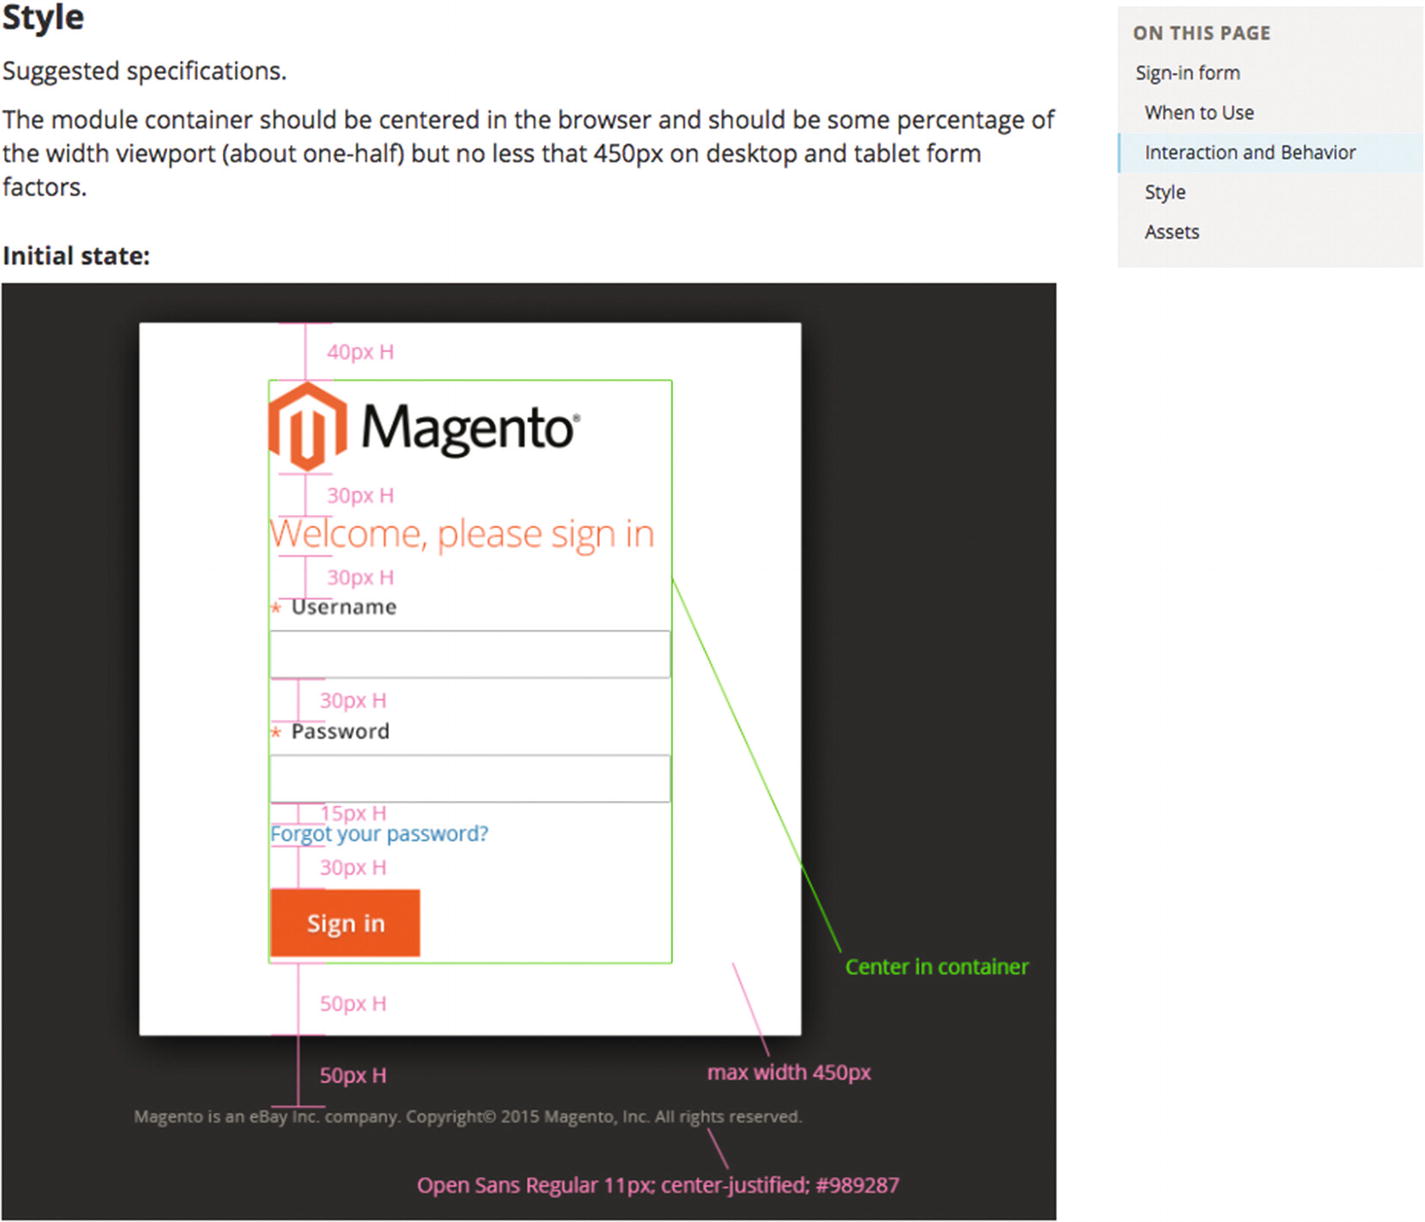 Style
Suggested specifications.
The module container should be centered in the browser and should be some percentage of
the width viewport (about one-half) but no less that 450px on desktop and tablet form
factors.
Initial state:
40px H
Magento®
30px H
Welcome, please sign in
30px H
* Username
30px H
* Password
15px H
Forgot your password?
30px H
Sign in
Center in container
50px H
max width 450px
50px H
Magento is an eBay Inc. company. Copyright© 2015 Magento, Inc. All rights reserved.
Open Sans Regular 11px; center-justified; #989287
ON THIS PAGE
Sign-in form
When to Use
Interaction and Behavior
Style
Assets